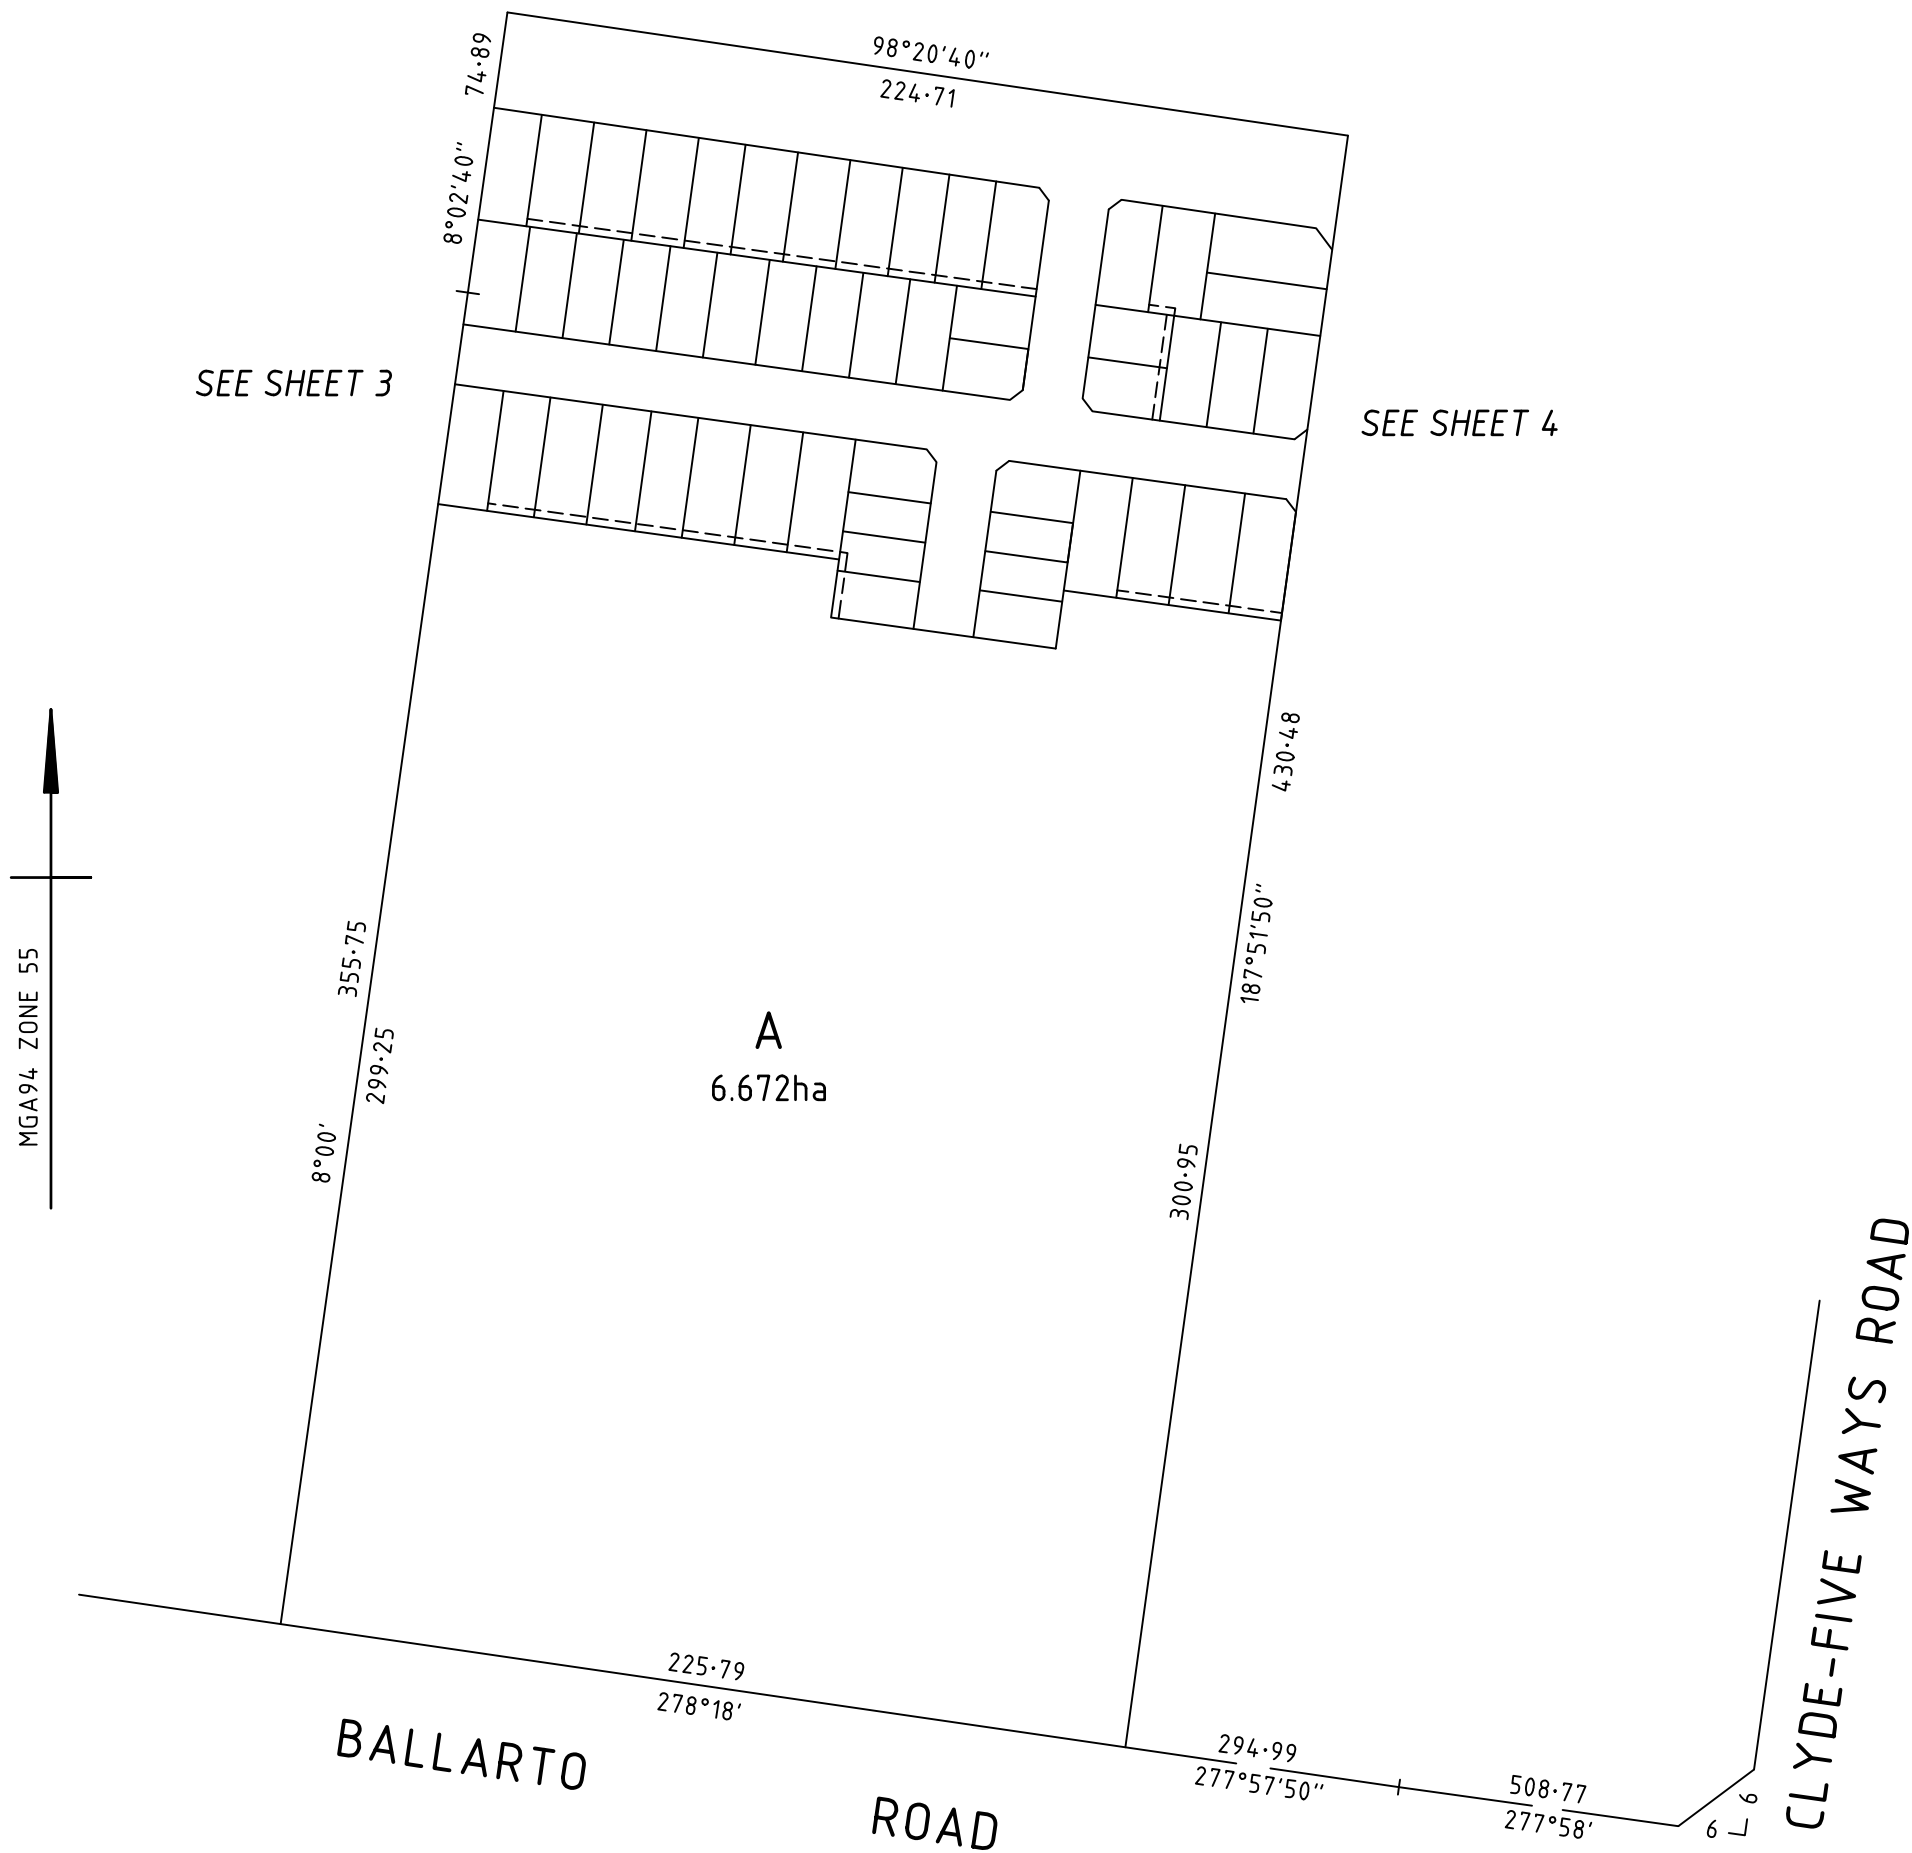 98°20'40"
224·71
74·89
8°02'40"
SEE SHEET 3
SEE SHEET 4
430·48
187°51'50"
355·75
299·25
8°00'
MGA94 ZONE 55
A
6.672ha
300·95
CLYDE-FIVE WAYS ROAD
225·79
278°18'
BALLARTO ROAD
294·99
277°57'50"
508·77
277°58'
6
6